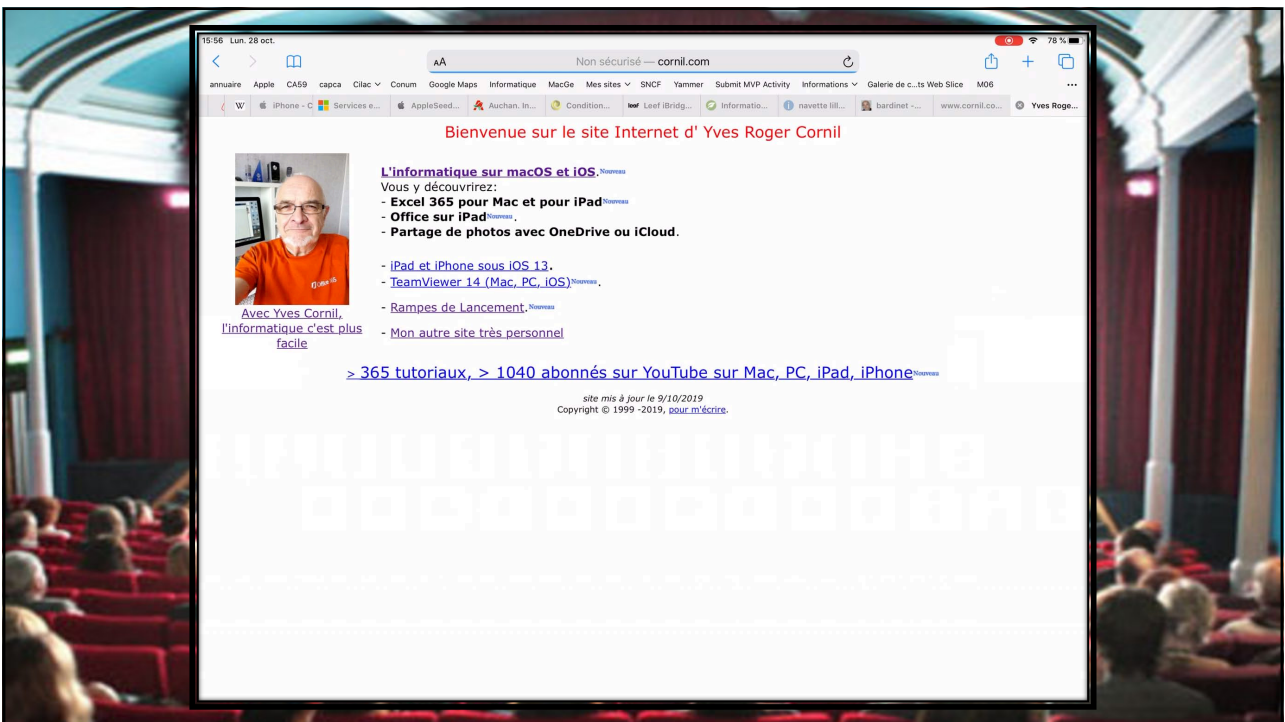 15:56 Lun. 28 oct.
78 %
AA Non sécurisé — cornil.com
annuaire Apple CA59 capca Cilac Conum Google Maps Informatique MacGe Mes sites SNCF Yammer Submit MVP Activity Informations Galerie de c...ts Web Slice M06 •••
W iPhone - C Services e... AppleSeed... Auchan. In... Condition... leef Leef iBridg... Informatio... navette lill... bardinet -... www.cornil.co... Yves Roge...
Bienvenue sur le site Internet d' Yves Roger Cornil
L'informatique sur macOS et iOS.Nouveau
Vous y découvrirez:
- Excel 365 pour Mac et pour iPadNouveau
- Office sur iPadNouveau.
- Partage de photos avec OneDrive ou iCloud.
- iPad et iPhone sous iOS 13.
- TeamViewer 14 (Mac, PC, iOS)Nouveau.
- Rampes de Lancement.Nouveau
- Mon autre site très personnel
Avec Yves Cornil,
l'informatique c'est plus
facile
> 365 tutoriaux, > 1040 abonnés sur YouTube sur Mac, PC, iPad, iPhoneNouveau
site mis à jour le 9/10/2019
Copyright © 1999 -2019, pour m'écrire.